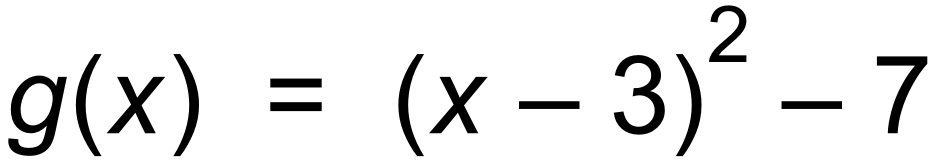 g(x) = (x − 3)² − 7